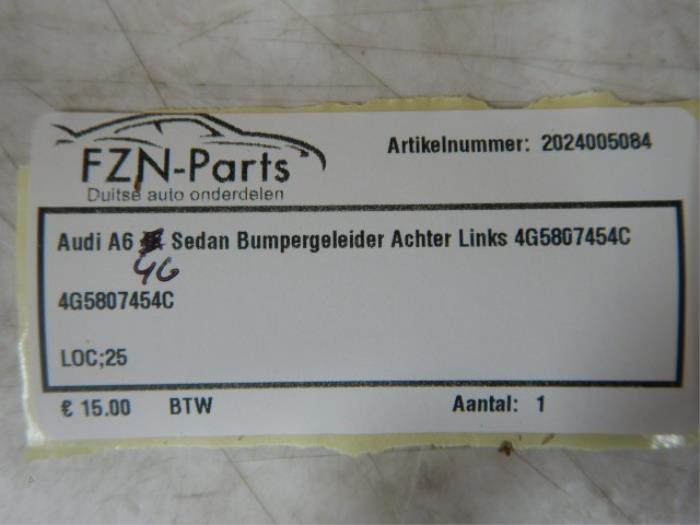 FZN-Parts
Duitse auto onderdelen
Artikelnummer: 2024005084
Audi A6 Sedan Bumpergeleider Achter Links 4G5807454C
4G
4G5807454C
LOC;25
€ 15.00 BTW Aantal: 1